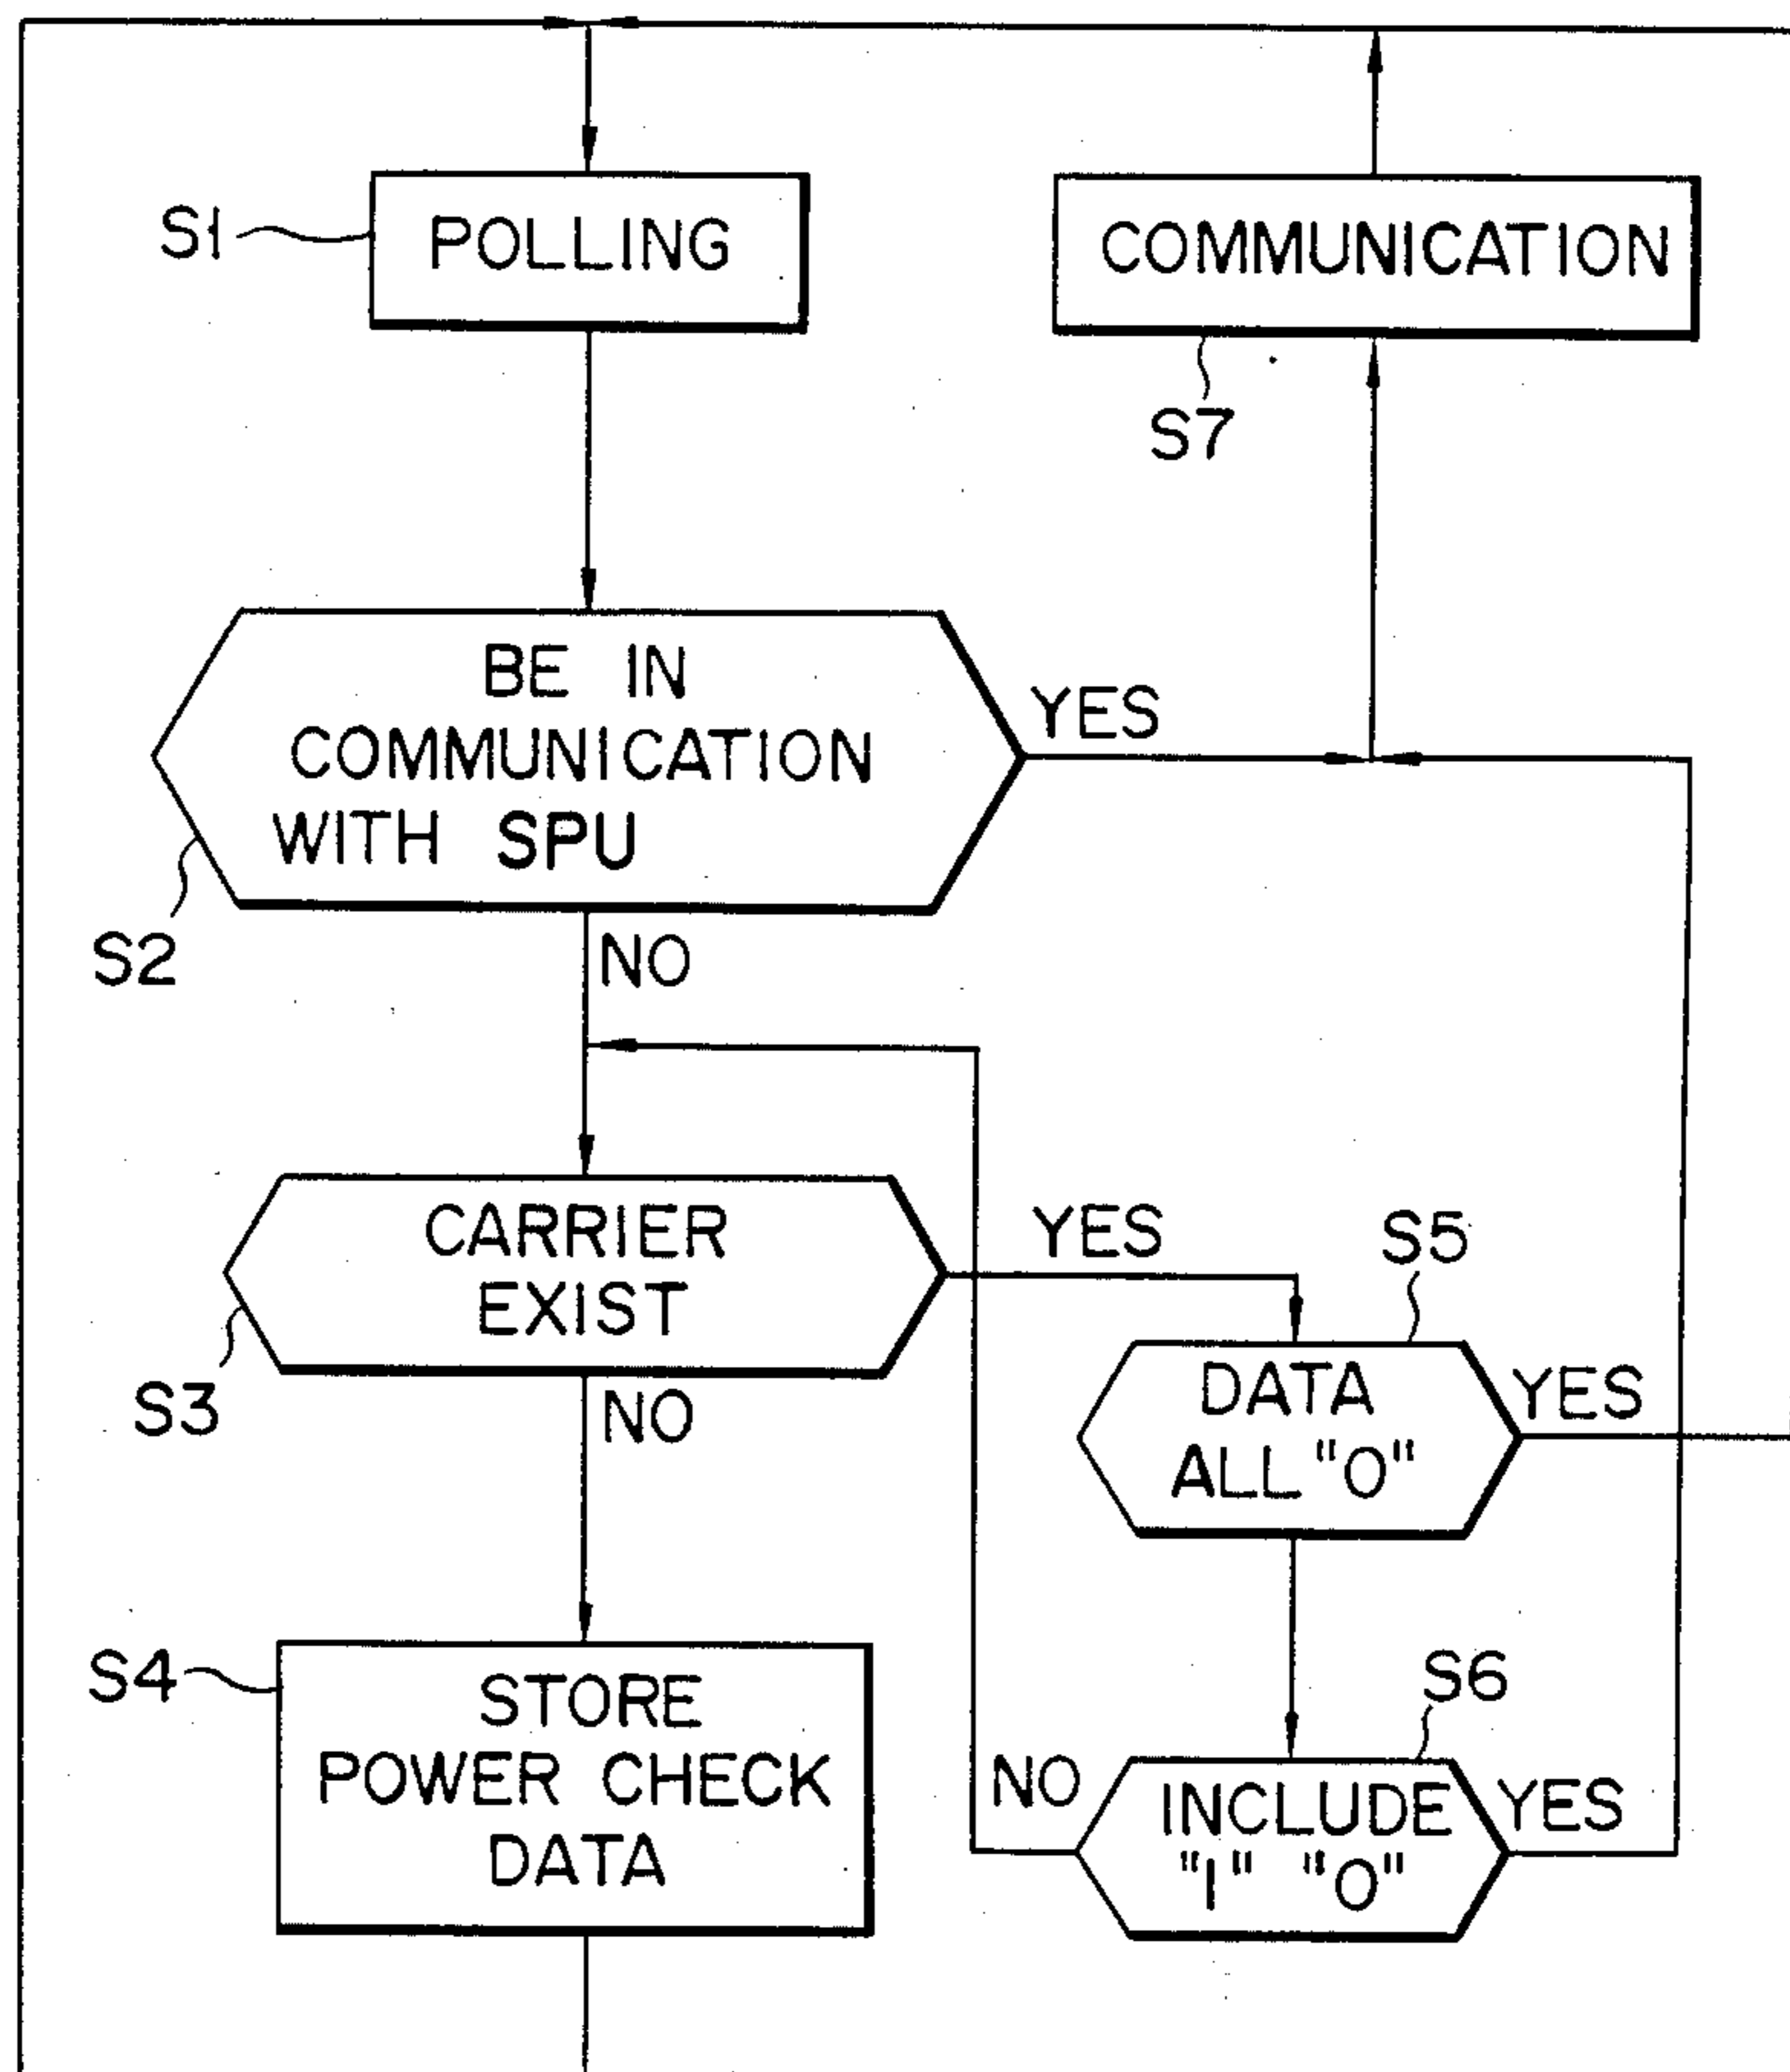 S1
POLLING
COMMUNICATION
S7
BE IN
COMMUNICATION
WITH SPU
YES
S2
NO
CARRIER
EXIST
YES
S5
S3
NO
DATA
ALL "0"
YES
S4
STORE
POWER CHECK
DATA
S6
NO
INCLUDE
"1" "0"
YES